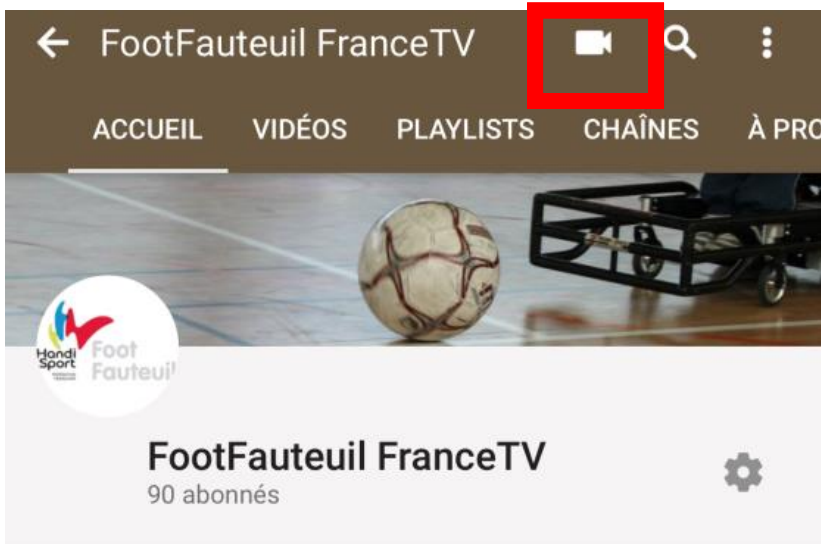 FootFauteuil FranceTV
ACCUEIL VIDÉOS PLAYLISTS CHAÎNES À PRO
Handi
Sport
Foot
Fauteuil
FootFauteuil FranceTV
90 abonnés